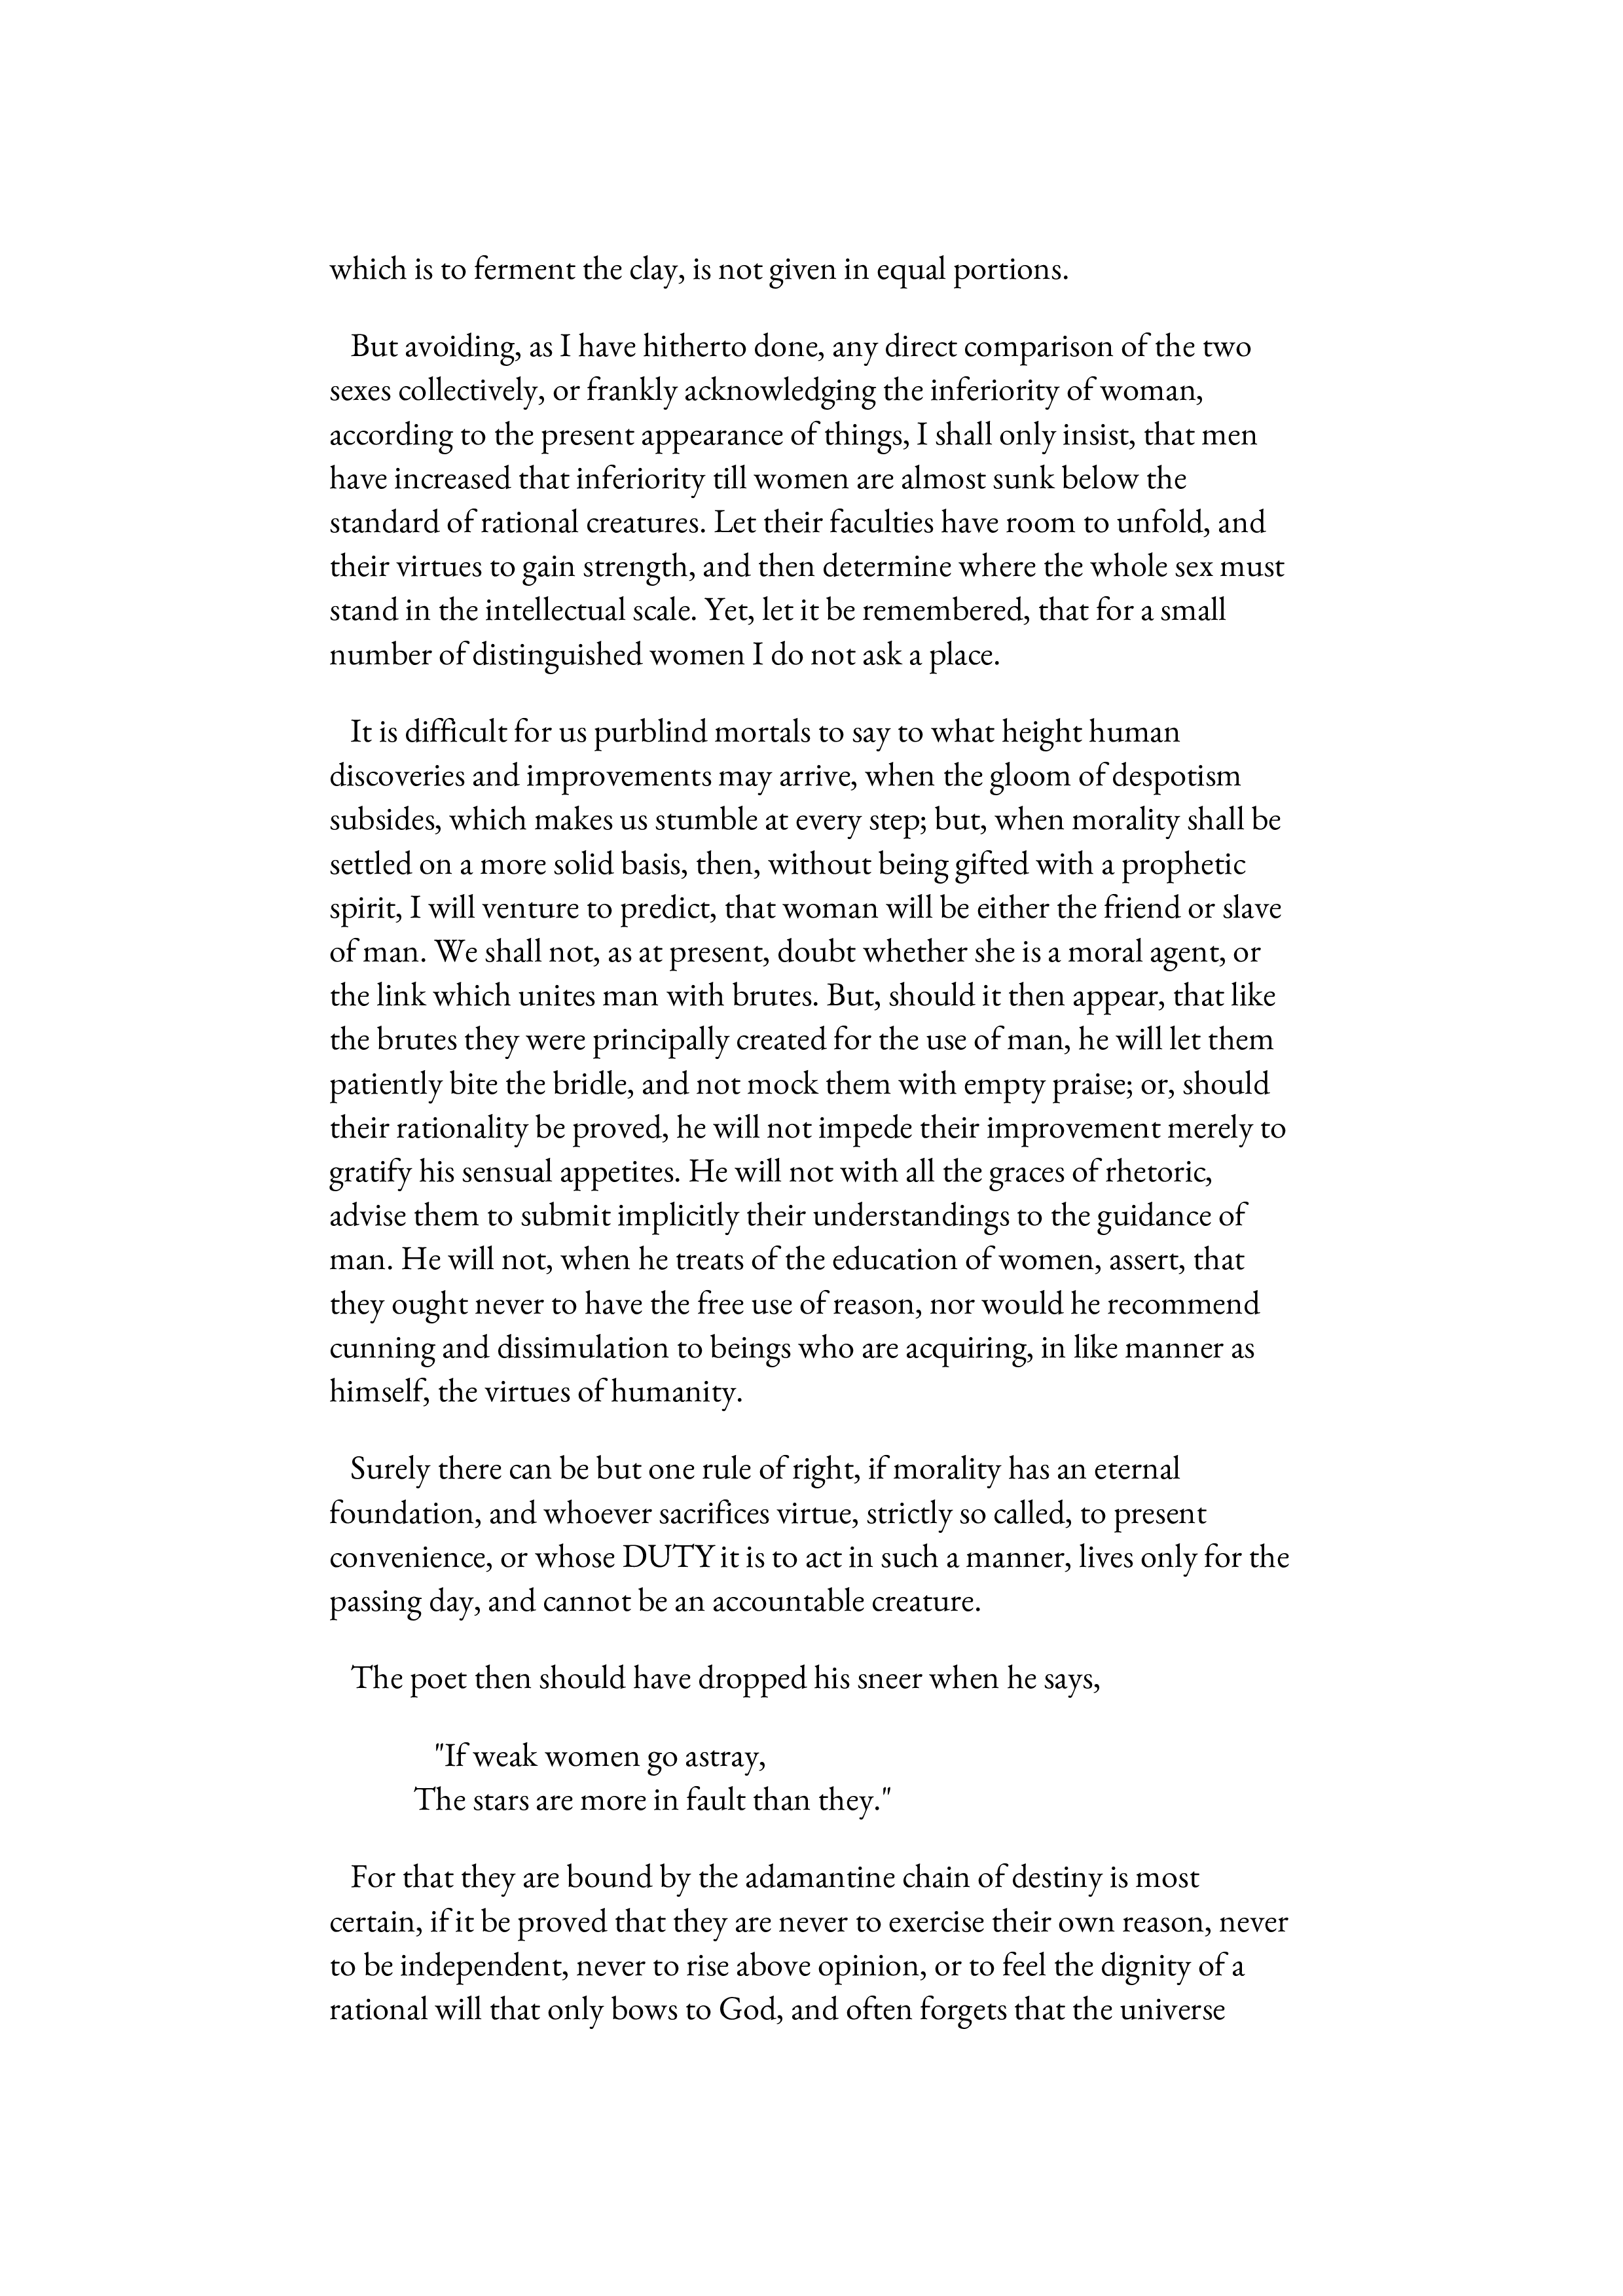 which is to ferment the clay, is not given in equal portions.
But avoiding, as I have hitherto done, any direct comparison of the two
sexes collectively, or frankly acknowledging the inferiority of woman,
according to the present appearance of things, I shall only insist, that men
have increased that inferiority till women are almost sunk below the
standard of rational creatures. Let their faculties have room to unfold, and
their virtues to gain strength, and then determine where the whole sex must
stand in the intellectual scale. Yet, let it be remembered, that for a small
number of distinguished women I do not ask a place.
It is difficult for us purblind mortals to say to what height human
discoveries and improvements may arrive, when the gloom of despotism
subsides, which makes us stumble at every step; but, when morality shall be
settled on a more solid basis, then, without being gifted with a prophetic
spirit, I will venture to predict, that woman will be either the friend or slave
of man. We shall not, as at present, doubt whether she is a moral agent, or
the link which unites man with brutes. But, should it then appear, that like
the brutes they were principally created for the use of man, he will let them
patiently bite the bridle, and not mock them with empty praise; or, should
their rationality be proved, he will not impede their improvement merely to
gratify his sensual appetites. He will not with all the graces of rhetoric,
advise them to submit implicitly their understandings to the guidance of
man. He will not, when he treats of the education of women, assert, that
they ought never to have the free use of reason, nor would he recommend
cunning and dissimulation to beings who are acquiring, in like manner as
himself, the virtues of humanity.
Surely there can be but one rule of right, if morality has an eternal
foundation, and whoever sacrifices virtue, strictly so called, to present
convenience, or whose DUTY it is to act in such a manner, lives only for the
passing day, and cannot be an accountable creature.
The poet then should have dropped his sneer when he says,
"If weak women go astray,
The stars are more in fault than they."
For that they are bound by the adamantine chain of destiny is most
certain, if it be proved that they are never to exercise their own reason, never
to be independent, never to rise above opinion, or to feel the dignity of a
rational will that only bows to God, and often forgets that the universe